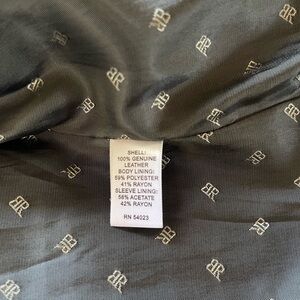 SHELL:
100% GENUINE
LEATHER
BODY LINING:
59% POLYESTER
41% RAYON
SLEEVE LINING:
58% ACETATE
42% RAYON
RN 54023